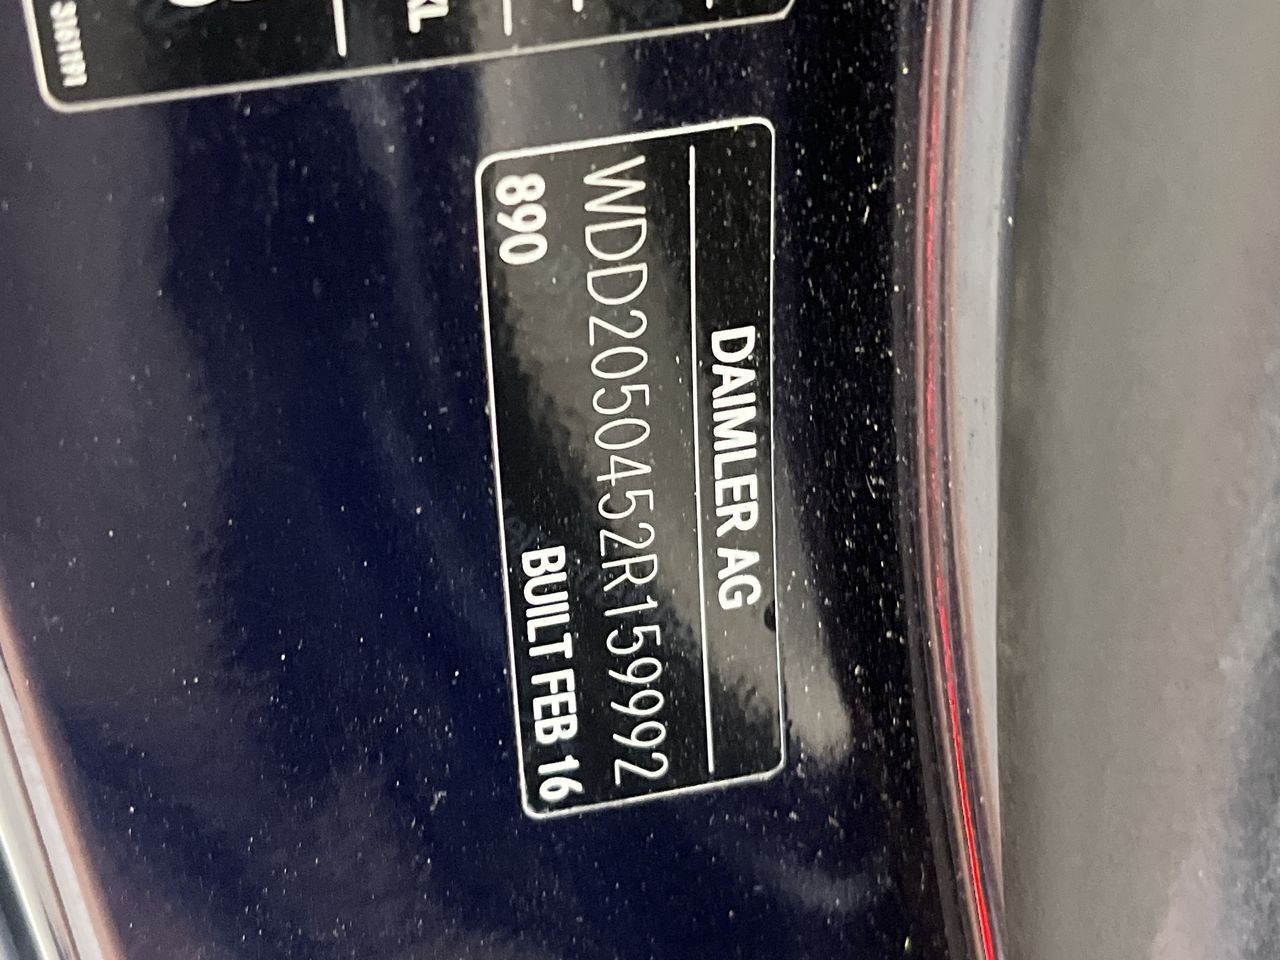 DAIMLER AG
WDD2050452R159992
890 BUILT FEB 16